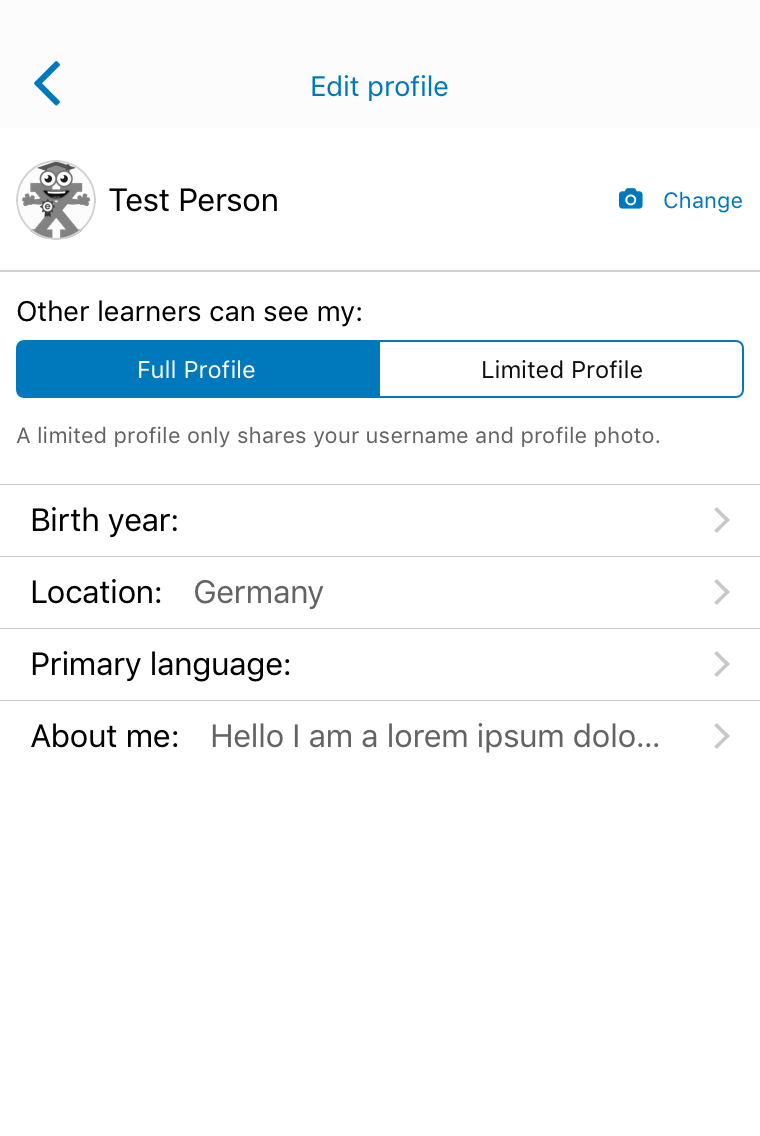 Edit profile
Test Person
Change
Other learners can see my:
Full Profile
Limited Profile
A limited profile only shares your username and profile photo.
Birth year:
Location: Germany
Primary language:
About me: Hello I am a lorem ipsum dolo...